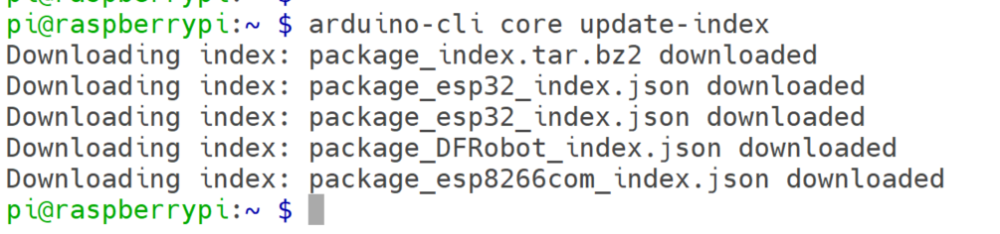 pi@raspberrypi:~ $ arduino-cli core update-index
Downloading index: package_index.tar.bz2 downloaded
Downloading index: package_esp32_index.json downloaded
Downloading index: package_esp32_index.json downloaded
Downloading index: package_DFRobot_index.json downloaded
Downloading index: package_esp8266com_index.json downloaded
pi@raspberrypi:~ $